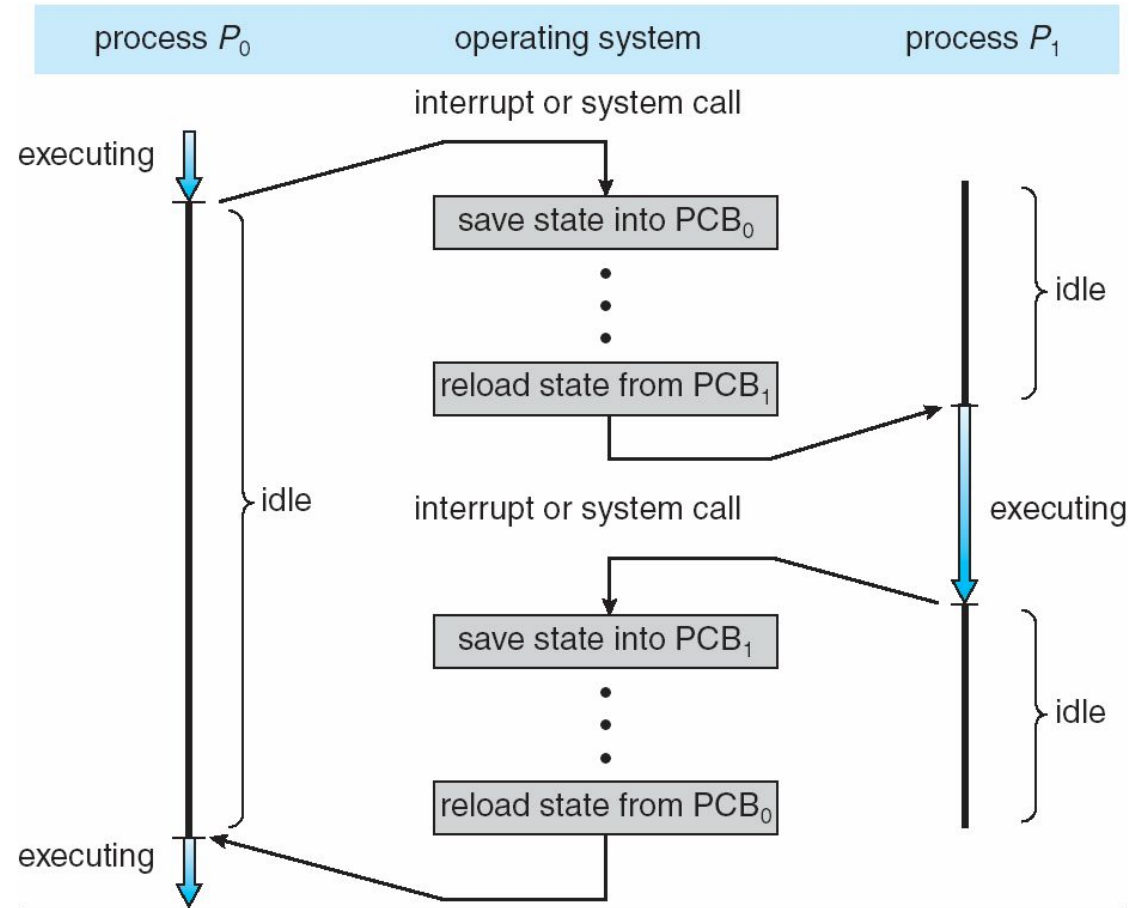 process P₀ operating system process P₁
interrupt or system call
executing
save state into PCB₀
idle
reload state from PCB₁
idle
interrupt or system call
executing
save state into PCB₁
idle
reload state from PCB₀
executing